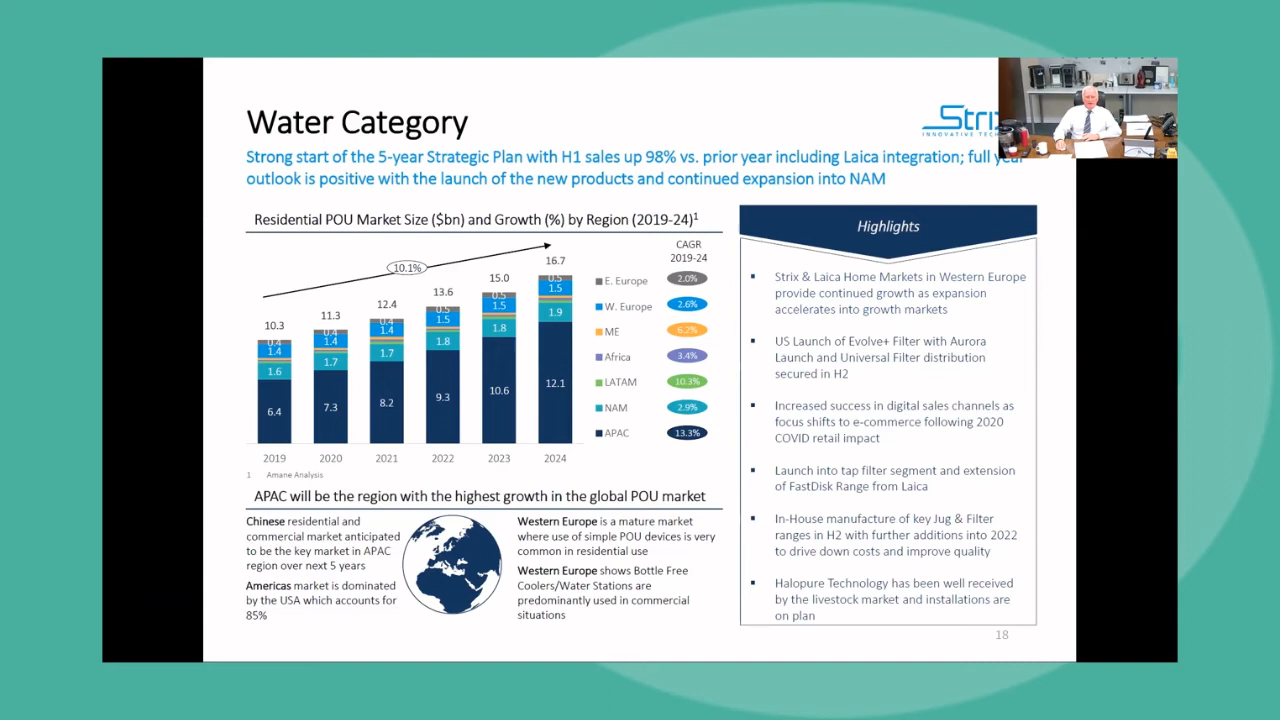 Water Category
Strix
INNOVATIVE TECH
Strong start of the 5-year Strategic Plan with H1 sales up 98% vs. prior year including Laica integration; full year
outlook is positive with the launch of the new products and continued expansion into NAM
Residential POU Market Size ($bn) and Growth (%) by Region (2019-24)1
CAGR
2019-24
10.1%
10.3 11.3 12.4 13.6 15.0 16.7
0.4 0.4 0.4 0.5 0.5 0.5
1.4 1.4 1.4 1.5 1.5 1.5
1.6 1.7 1.7 1.8 1.8 1.9
6.4 7.3 8.2 9.3 10.6 12.1
2019 2020 2021 2022 2023 2024
E. Europe 2.0%
W. Europe 2.6%
ME 6.2%
Africa 3.4%
LATAM 10.3%
NAM 2.9%
APAC 13.3%
1 Amane Analysis
APAC will be the region with the highest growth in the global POU market
Chinese residential and
commercial market anticipated
to be the key market in APAC
region over next 5 years
Americas market is dominated
by the USA which accounts for
85%
Western Europe is a mature market
where use of simple POU devices is very
common in residential use
Western Europe shows Bottle Free
Coolers/Water Stations are
predominantly used in commercial
situations
Highlights
Strix & Laica Home Markets in Western Europe
provide continued growth as expansion
accelerates into growth markets
US Launch of Evolve+ Filter with Aurora
Launch and Universal Filter distribution
secured in H2
Increased success in digital sales channels as
focus shifts to e-commerce following 2020
COVID retail impact
Launch into tap filter segment and extension
of FastDisk Range from Laica
In-House manufacture of key Jug & Filter
ranges in H2 with further additions into 2022
to drive down costs and improve quality
Halopure Technology has been well received
by the livestock market and installations are
on plan
18